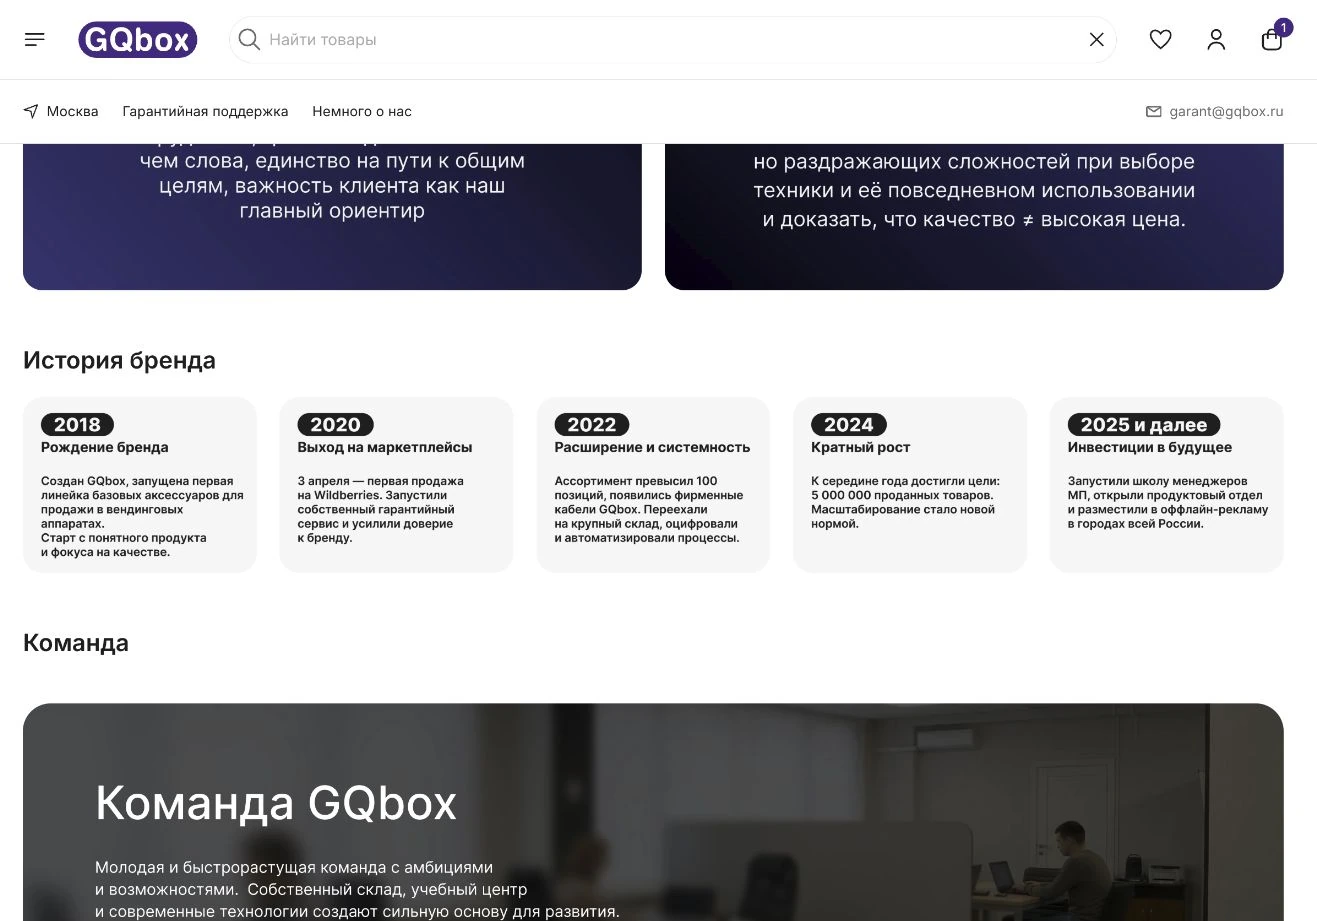 GQbox
Найти товары
1
Москва
Гарантийная поддержка
Немного о нас
garant@gqbox.ru
чем слова, единство на пути к общим
целям, важность клиента как наш
главный ориентир
но раздражающих сложностей при выборе
техники и её повседневном использовании
и доказать, что качество ≠ высокая цена.
История бренда
2018
Рождение бренда
Создан GQbox, запущена первая
линейка базовых аксессуаров для
продажи в вендинговых
аппаратах.
Старт с понятного продукта
и фокуса на качестве.
2020
Выход на маркетплейсы
3 апреля — первая продажа
на Wildberries. Запустили
собственный гарантийный
сервис и усилили доверие
к бренду.
2022
Расширение и системность
Ассортимент превысил 100
позиций, появились фирменные
кабели GQbox. Переехали
на крупный склад, оцифровали
и автоматизировали процессы.
2024
Кратный рост
К середине года достигли цели:
5 000 000 проданных товаров.
Масштабирование стало новой
нормой.
2025 и далее
Инвестиции в будущее
Запустили школу менеджеров
МП, открыли продуктовый отдел
и разместили в оффлайн-рекламу
в городах всей России.
Команда
Команда GQbox
Молодая и быстрорастущая команда с амбициями
и возможностями. Собственный склад, учебный центр
и современные технологии создают сильную основу для развития.